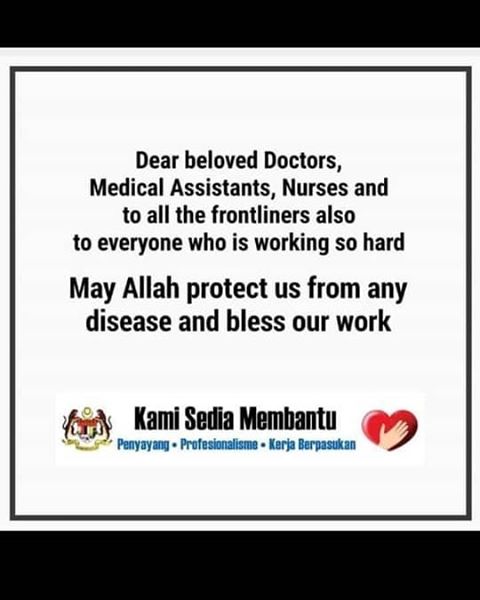 Dear beloved Doctors,
Medical Assistants, Nurses and
to all the frontliners also
to everyone who is working so hard
May Allah protect us from any
disease and bless our work
Kami Sedia Membantu
Penyayang • Profesionalisme • Kerja Berpasukan